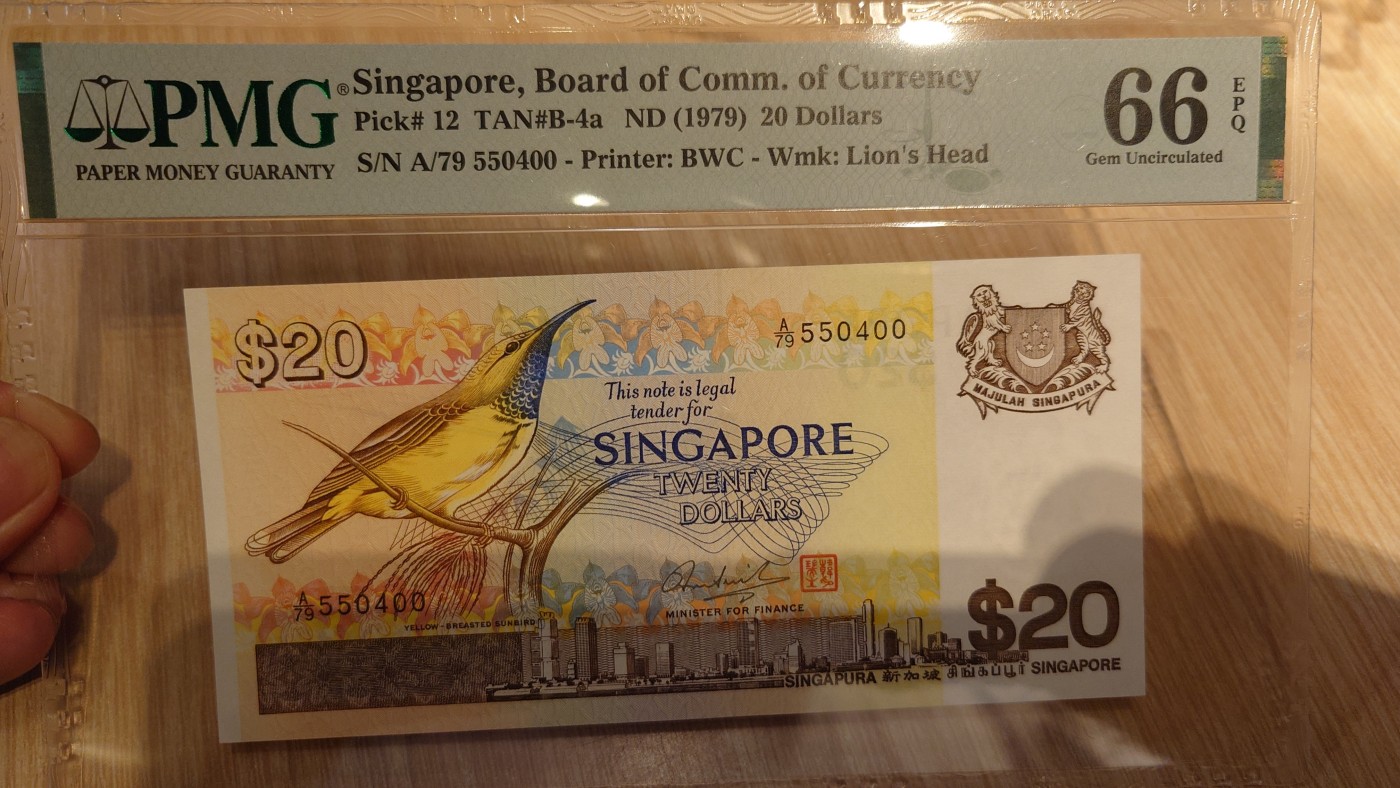 PMG®
PAPER MONEY GUARANTY
Singapore, Board of Comm. of Currency
Pick# 12 TAN#B-4a ND (1979) 20 Dollars
S/N A/79 550400 - Printer: BWC - Wmk: Lion's Head
66
EPQ
Gem Uncirculated
$20
A/79 550400
MAJULAH SINGAPURA
This note is legal
tender for
SINGAPORE
TWENTY
DOLLARS
MINISTER FOR FINANCE
A/79 550400
YELLOW-BREASTED SUNBIRD
$20
SINGAPURA 新加坡 சிங்கப்பூர் SINGAPORE